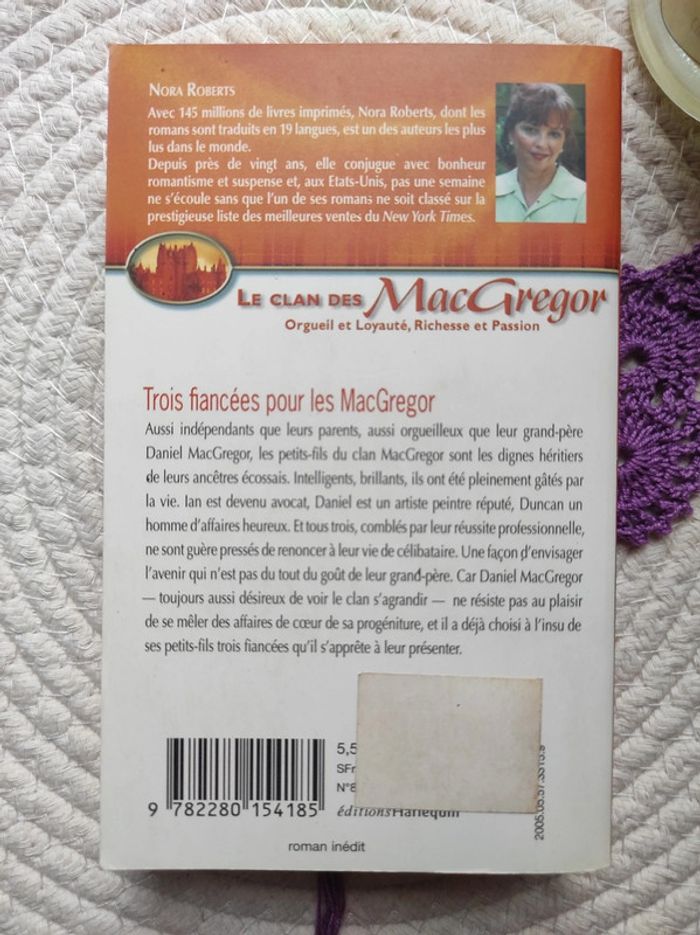 NORA ROBERTS
Avec 145 millions de livres imprimés, Nora Roberts, dont les
romans sont traduits en 19 langues, est un des auteurs les plus
lus dans le monde.
Depuis près de vingt ans, elle conjugue avec bonheur
romantisme et suspense et, aux Etats-Unis, pas une semaine
ne s'écoule sans que l'un de ses romans ne soit classé sur la
prestigieuse liste des meilleures ventes du New York Times.
LE CLAN DES MacGregor
Orgueil et Loyauté, Richesse et Passion
Trois fiancées pour les MacGregor
Aussi indépendants que leurs parents, aussi orgueilleux que leur grand-père
Daniel MacGregor, les petits-fils du clan MacGregor sont les dignes héritiers
de leurs ancêtres écossais. Intelligents, brillants, ils ont été pleinement gâtés par
la vie. Ian est devenu avocat, Daniel est un artiste peintre réputé, Duncan un
homme d'affaires heureux. Et tous trois, comblés par leur réussite professionnelle,
ne sont guère pressés de renoncer à leur vie de célibataire. Une façon d'envisager
l'avenir qui n'est pas du tout du goût de leur grand-père. Car Daniel MacGregor
— toujours aussi désireux de voir le clan s'agrandir — ne résiste pas au plaisir
de se mêler des affaires de cœur de sa progéniture, et il a déjà choisi à l'insu de
ses petits-fils trois fiancées qu'il s'apprête à leur présenter.
5,5
SFr
N°8
éditions Harlequin
9 782280 154185
roman inédit